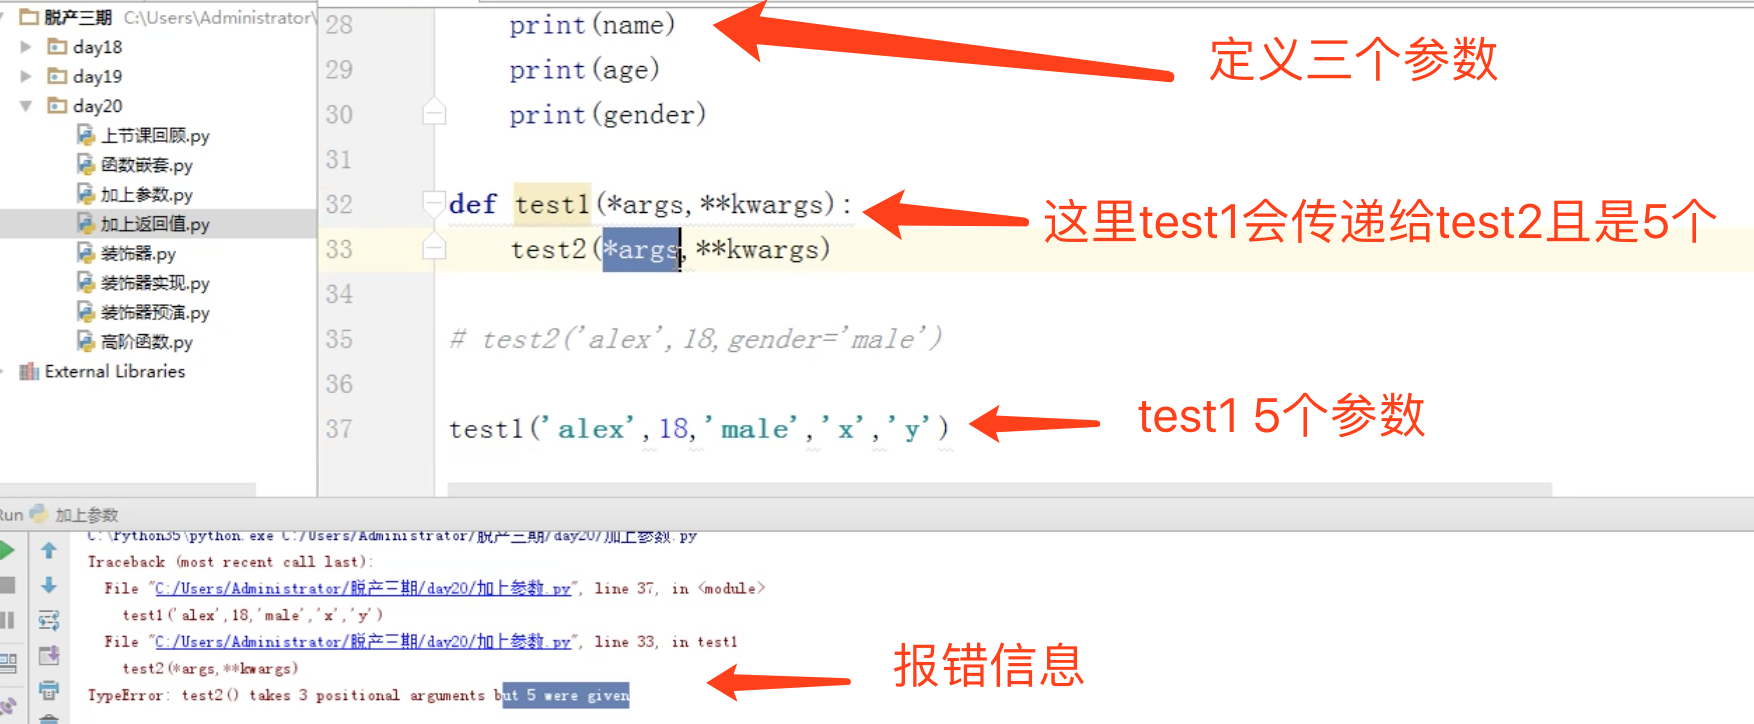 脱产三期 C:\Users\Administrator\
day18
day19
day20
上节课回顾.py
函数嵌套.py
加上参数.py
加上返回值.py
装饰器.py
装饰器实现.py
装饰器预演.py
高阶函数.py
External Libraries
28 print(name)
29 print(age)
30 print(gender)
31
32 def test1(*args,**kwargs):
33 test2(*args,**kwargs)
34
35 # test2('alex',18,gender='male')
36
37 test1('alex',18,'male','x','y')
定义三个参数
这里test1会传递给test2且是5个
test1 5个参数
Run 加上参数
C:\Python35\python.exe C:/Users/Administrator/脱产三期/day20/加上参数.py
Traceback (most recent call last):
File "C:/Users/Administrator/脱产三期/day20/加上参数.py", line 37, in <module>
test1('alex',18,'male','x','y')
File "C:/Users/Administrator/脱产三期/day20/加上参数.py", line 33, in test1
test2(*args,**kwargs)
TypeError: test2() takes 3 positional arguments but 5 were given
报错信息